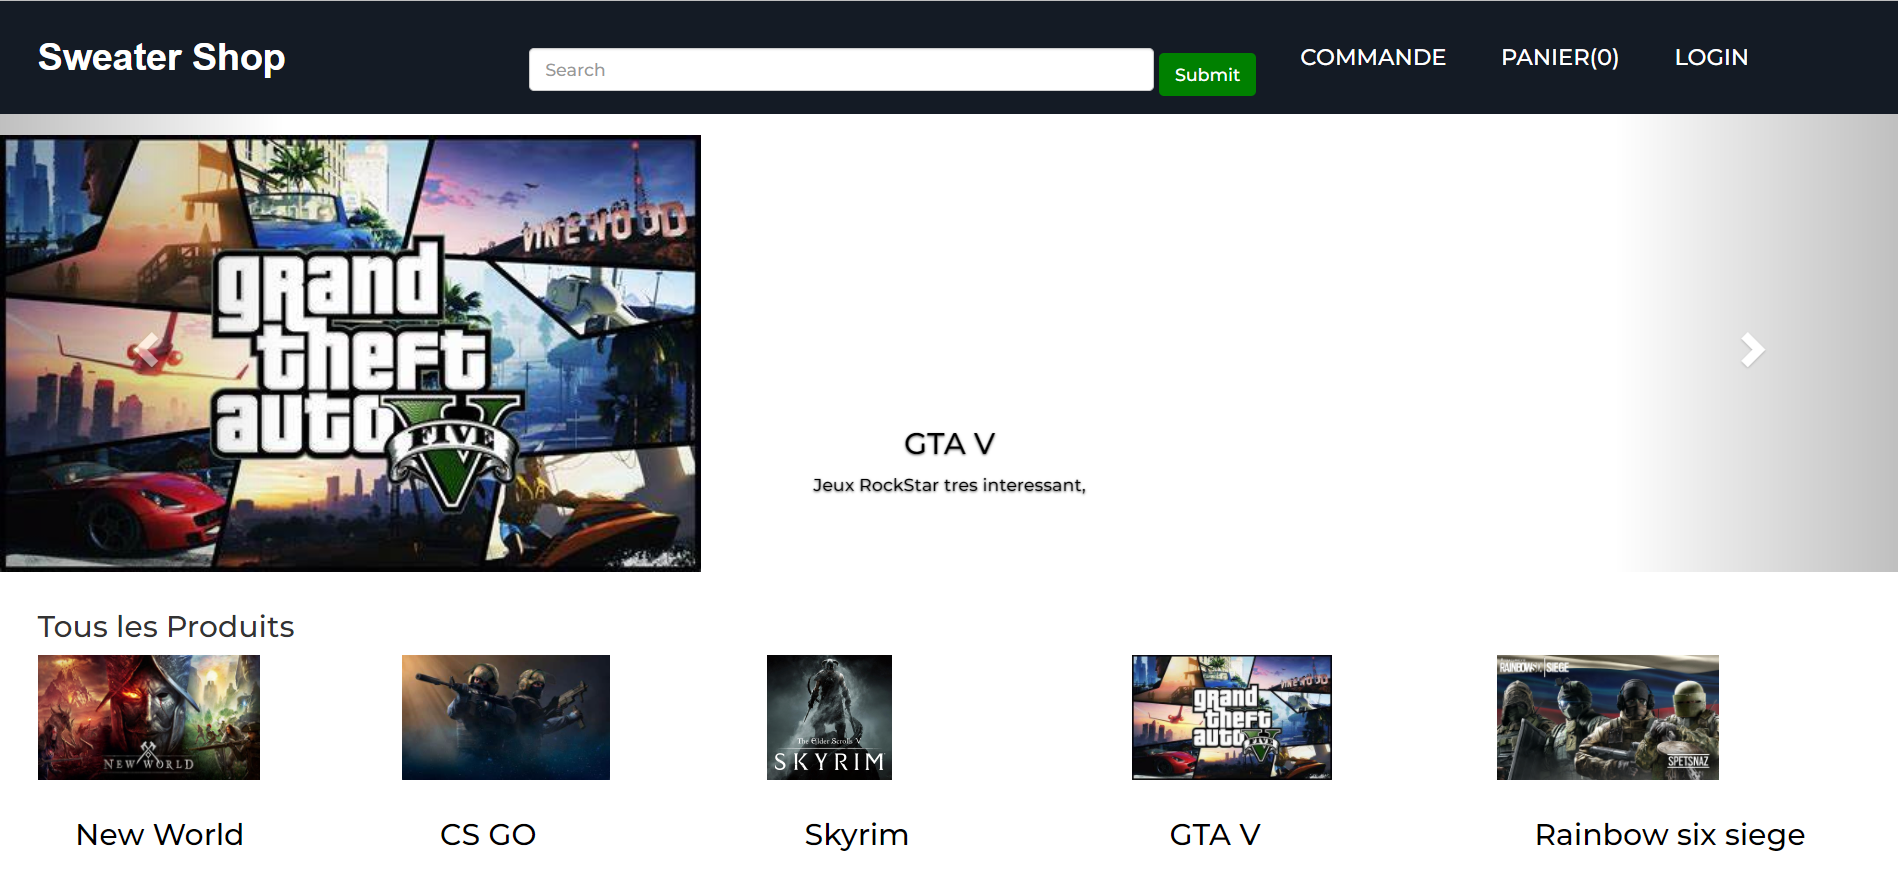 Sweater Shop
Search
Submit
COMMANDE
PANIER(0)
LOGIN
VINEWOOD
grand
theft
auto
FIVE
V
GTA V
Jeux RockStar tres interessant,
Tous les Produits
NEW WORLD
The Elder Scrolls V
SKYRIM
VINEWOOD
grand
theft
auto
FIVE
V
RAINBOW SIX | SIEGE
SPETSNAZ
New World
CS GO
Skyrim
GTA V
Rainbow six siege